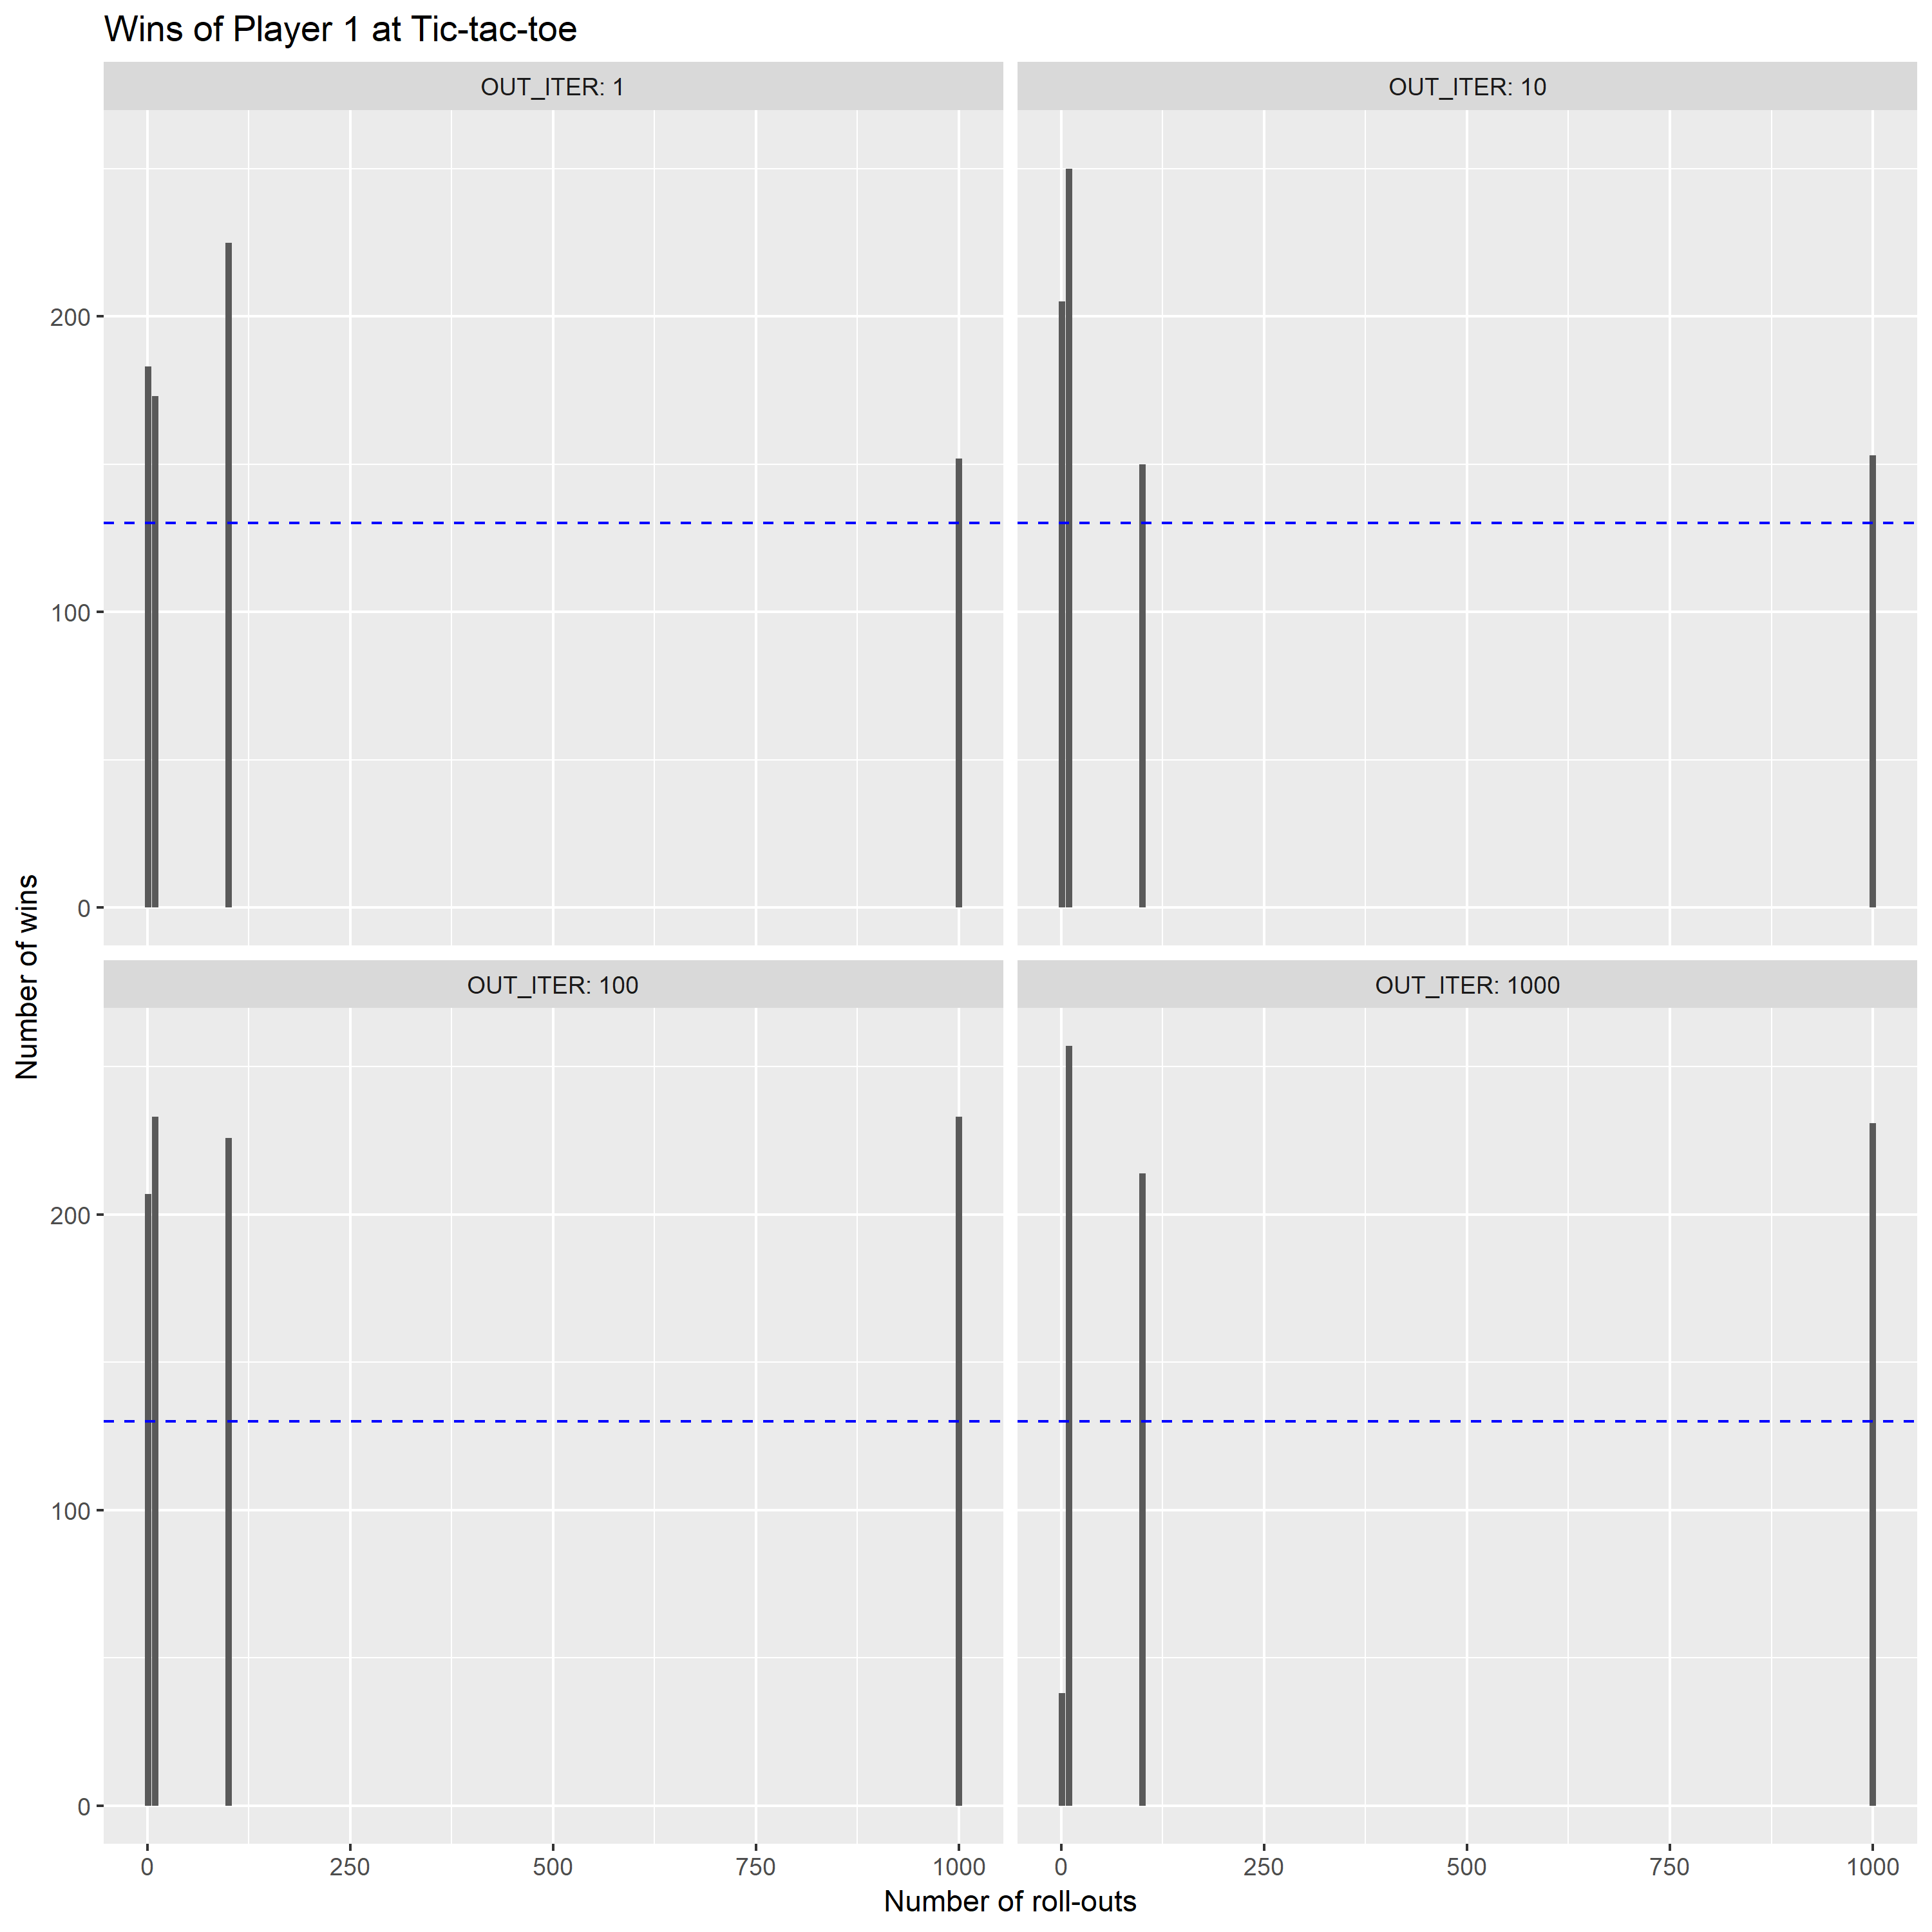 Wins of Player 1 at Tic-tac-toe
OUT_ITER: 1
OUT_ITER: 10
200
100
0
Number of wins
OUT_ITER: 100
OUT_ITER: 1000
200
100
0
0 250 500 750 1000
0 250 500 750 1000
Number of roll-outs